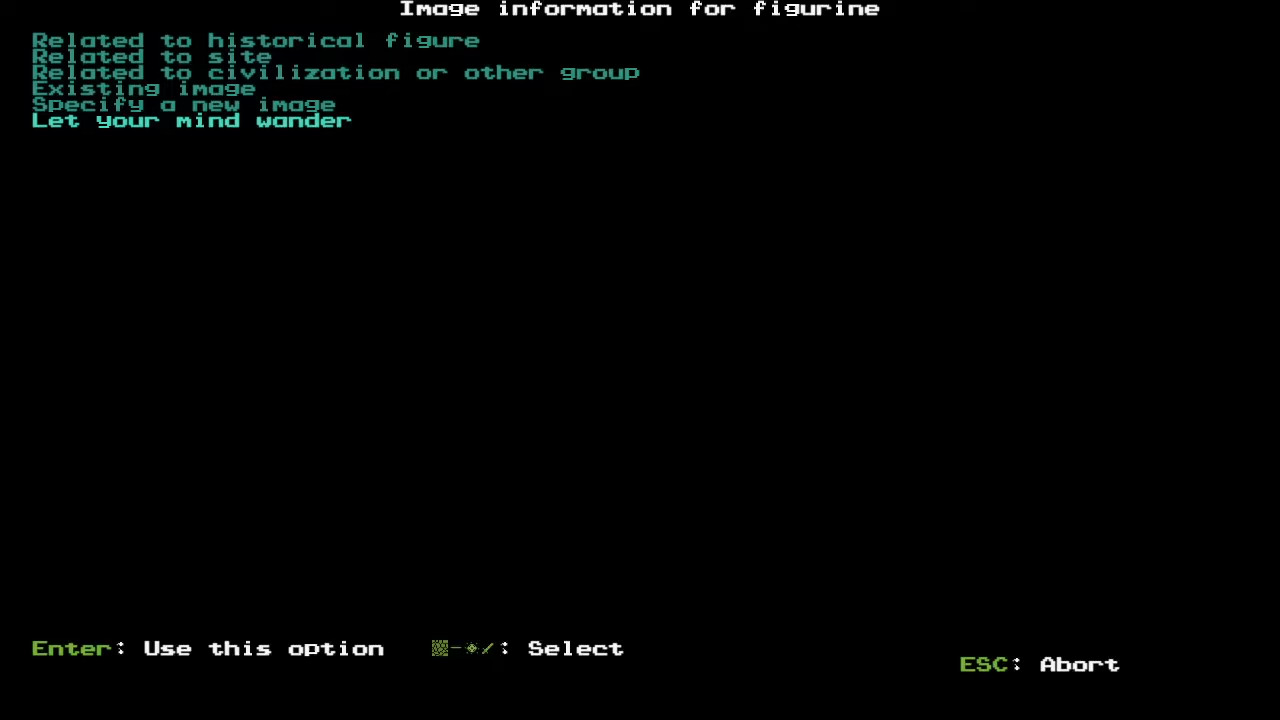 Image information for figurine
Related to historical figure
Related to site
Related to civilization or other group
Existing image
Specify a new image
Let your mind wander
Enter: Use this option -*/: Select
ESC: Abort